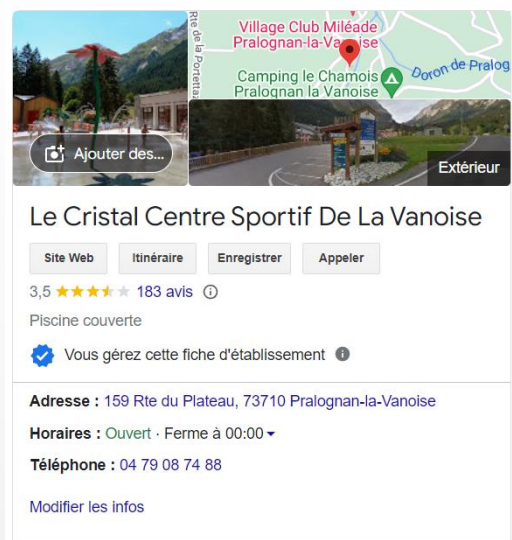 Rte de la Portetta
Village Club Miléade
Pralognan-la-Vanoise
Camping le Chamois
Pralognan la Vanoise
Doron de Pralog
Ajouter des...
Extérieur
Le Cristal Centre Sportif De La Vanoise
Site Web Itinéraire Enregistrer Appeler
3,5 183 avis
Piscine couverte
Vous gérez cette fiche d'établissement
Adresse : 159 Rte du Plateau, 73710 Pralognan-la-Vanoise
Horaires : Ouvert · Ferme à 00:00
Téléphone : 04 79 08 74 88
Modifier les infos